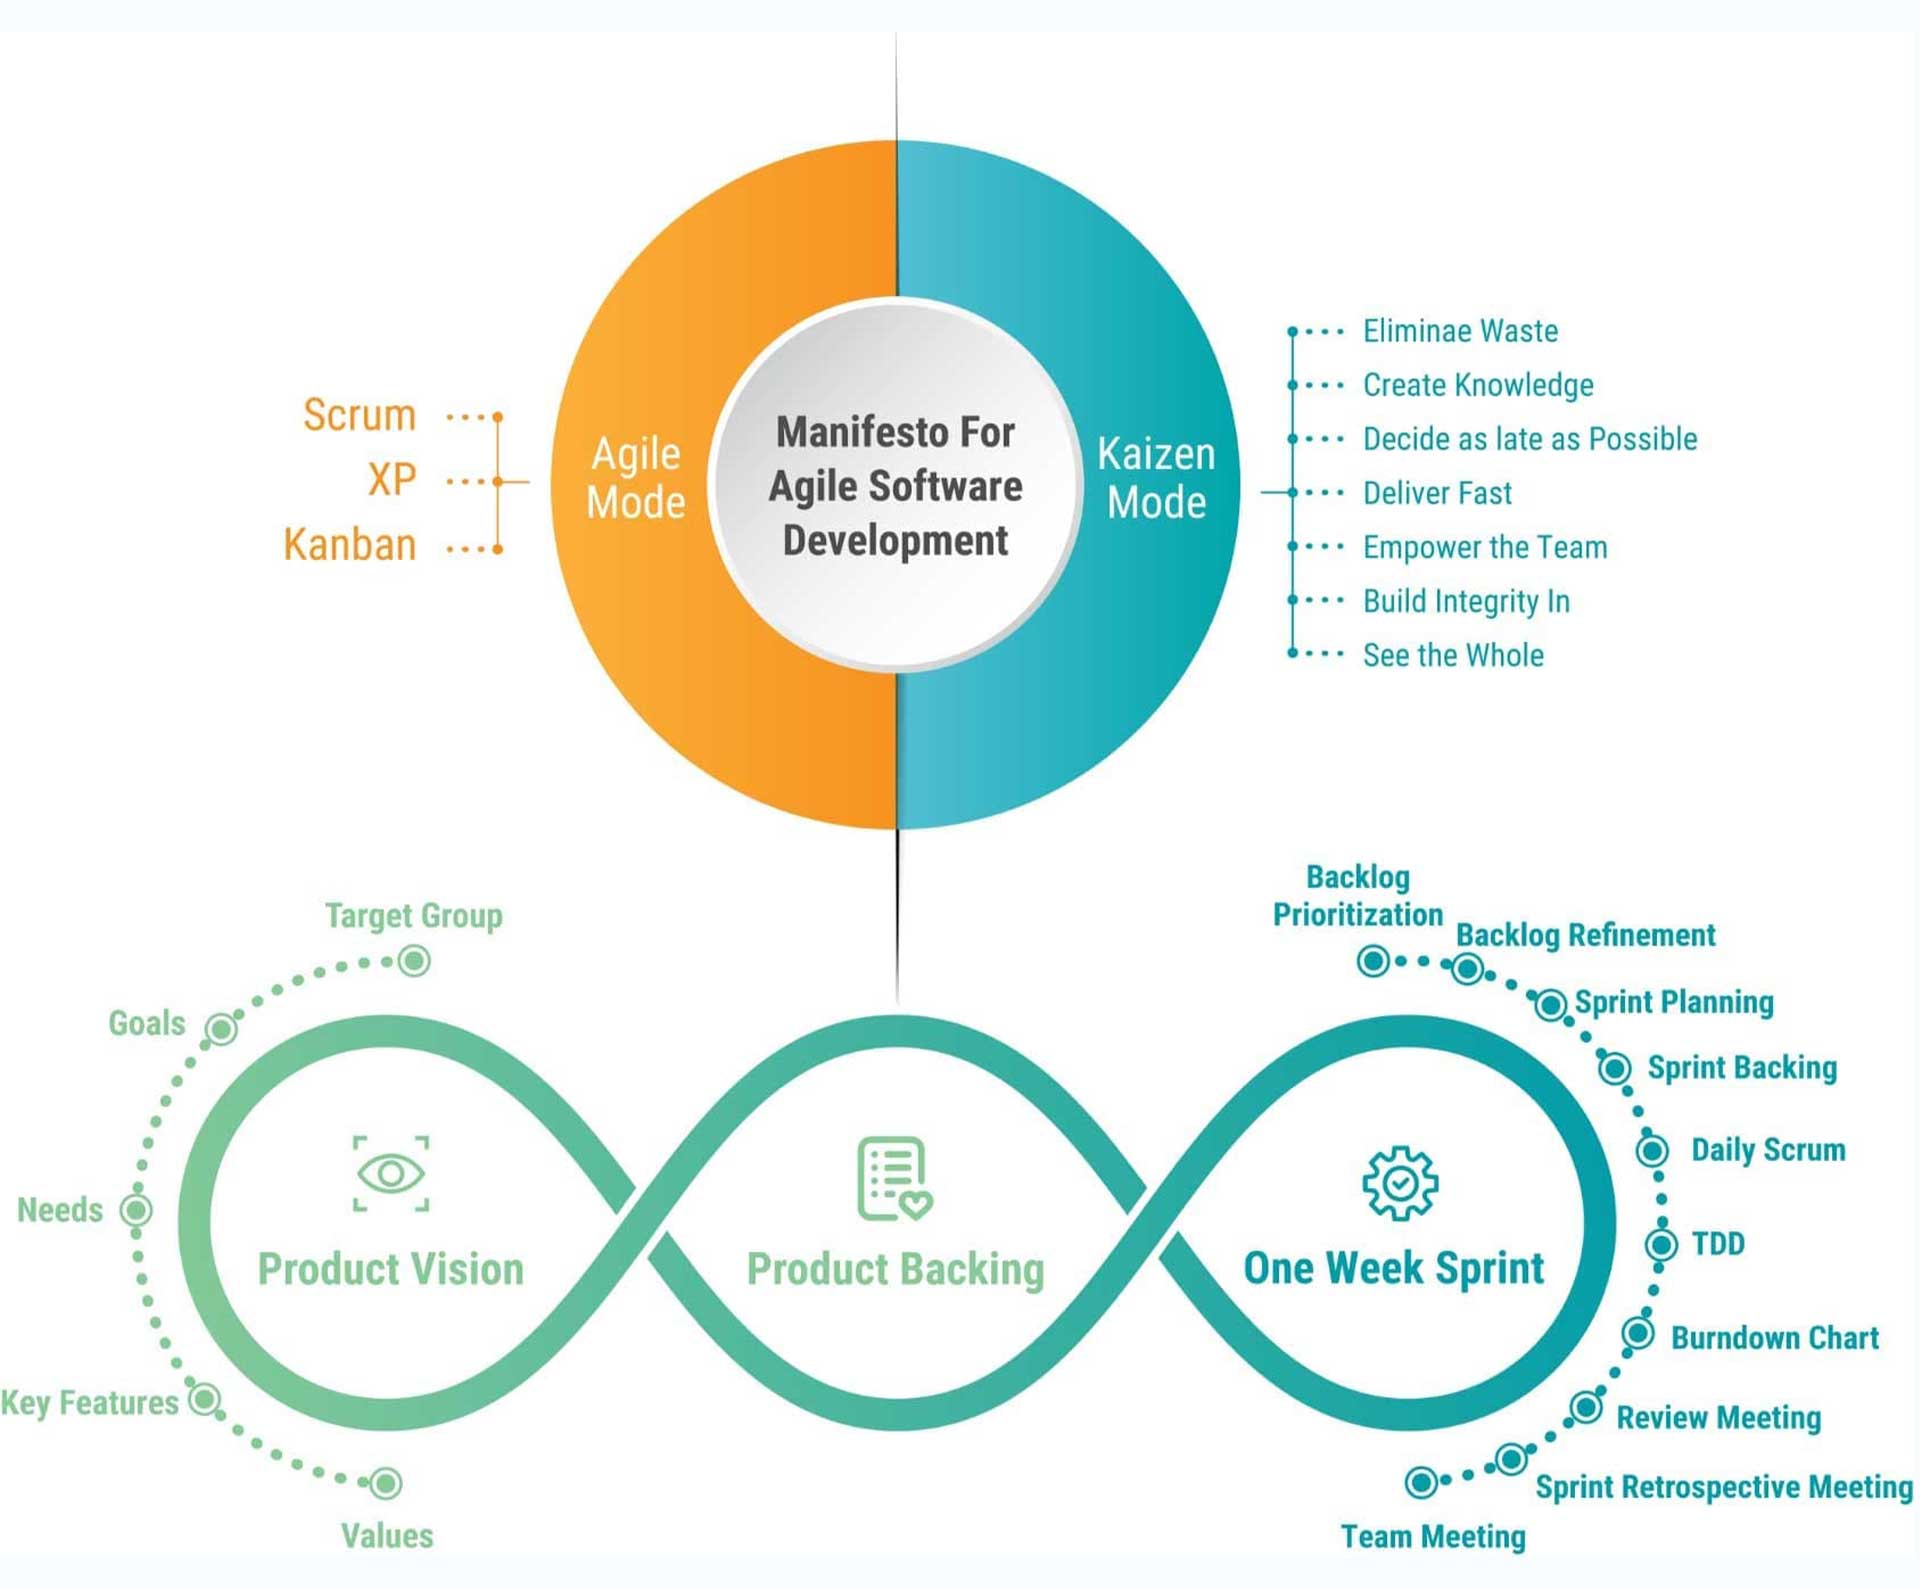 Scrum
XP
Kanban
Agile
Mode
Manifesto For
Agile Software
Development
Kaizen
Mode
Eliminae Waste
Create Knowledge
Decide as late as Possible
Deliver Fast
Empower the Team
Build Integrity In
See the Whole
Target Group
Goals
Needs
Key Features
Values
Product Vision
Product Backing
One Week Sprint
Backlog
Prioritization
Backlog Refinement
Sprint Planning
Sprint Backing
Daily Scrum
TDD
Burndown Chart
Review Meeting
Sprint Retrospective Meeting
Team Meeting